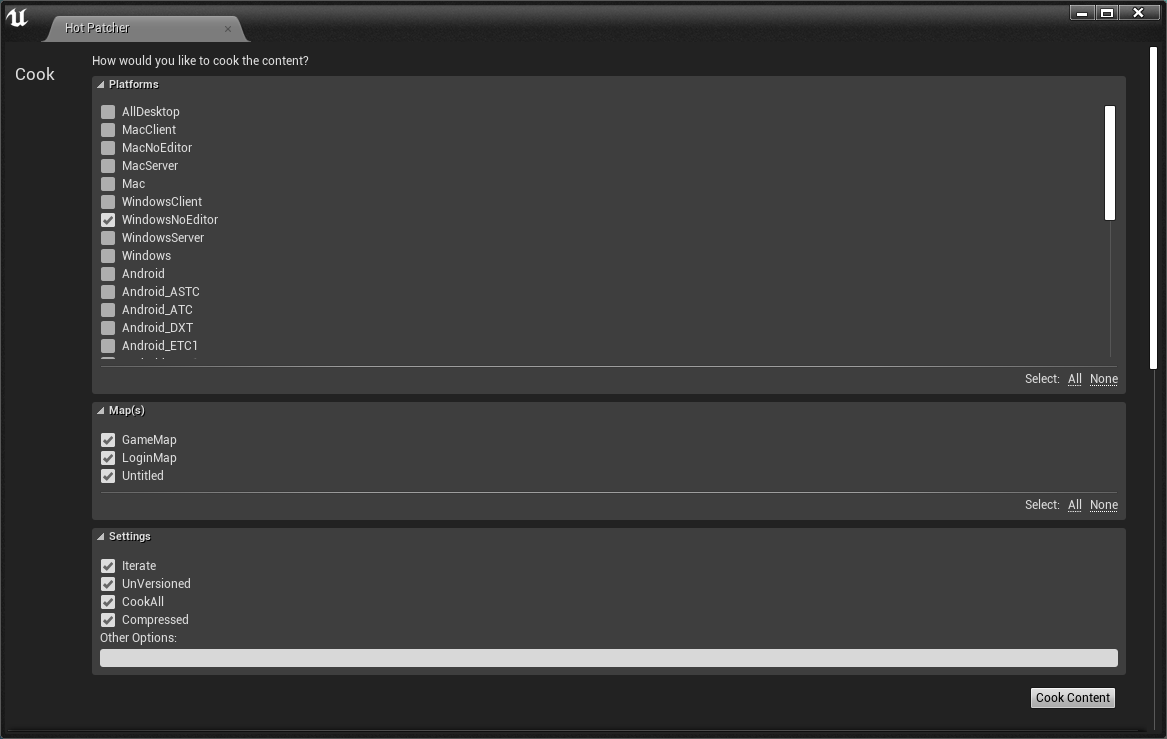 Hot Patcher
Cook
How would you like to cook the content?
Platforms
AllDesktop
MacClient
MacNoEditor
MacServer
Mac
WindowsClient
WindowsNoEditor
WindowsServer
Windows
Android
Android_ASTC
Android_ATC
Android_DXT
Android_ETC1
Select: All None
Map(s)
GameMap
LoginMap
Untitled
Select: All None
Settings
Iterate
UnVersioned
CookAll
Compressed
Other Options:
Cook Content